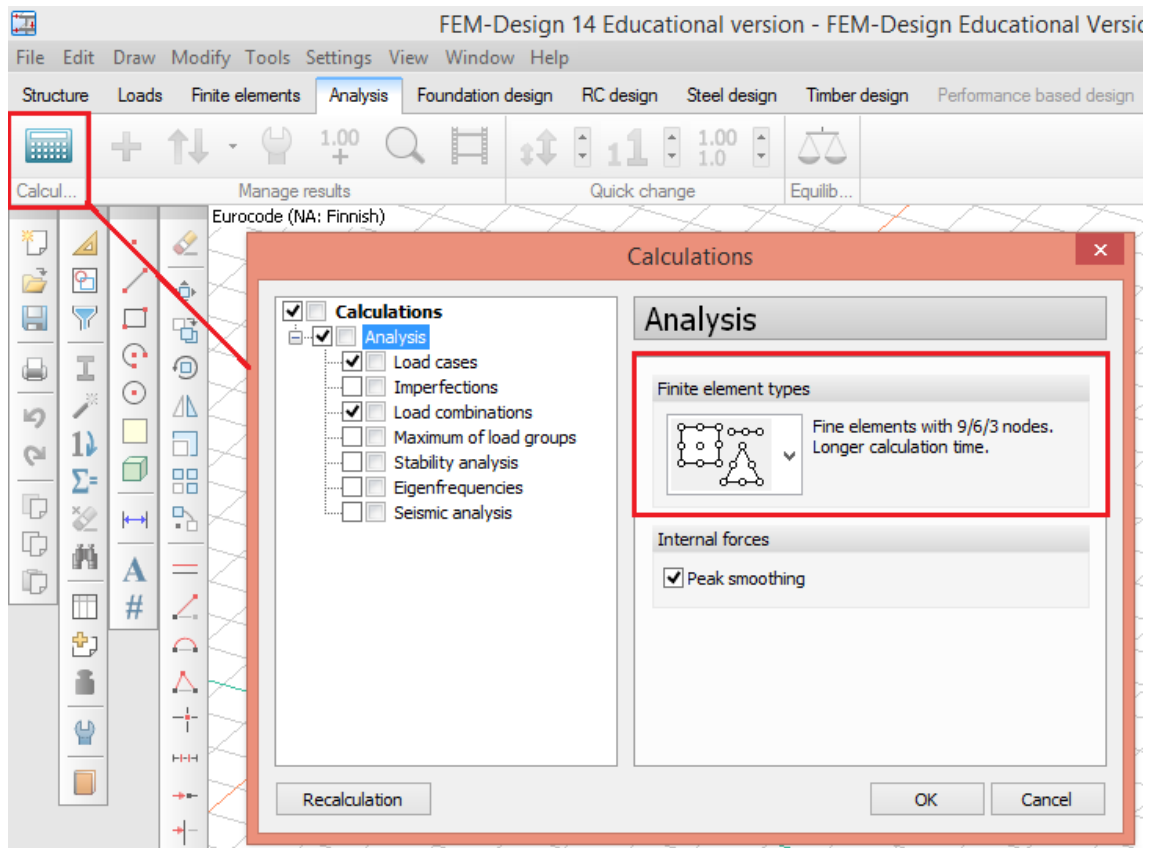 FEM-Design 14 Educational version - FEM-Design Educational Versi
File Edit Draw Modify Tools Settings View Window Help
Structure Loads Finite elements Analysis Foundation design RC design Steel design Timber design Performance based design
1.00
1.00
1.0
Calcul... Manage results Quick change Equilib...
Eurocode (NA: Finnish)
Calculations
Calculations
Analysis
Load cases
Imperfections
Load combinations
Maximum of load groups
Stability analysis
Eigenfrequencies
Seismic analysis
Analysis
Finite element types
Fine elements with 9/6/3 nodes.
Longer calculation time.
Internal forces
Peak smoothing
Recalculation OK Cancel